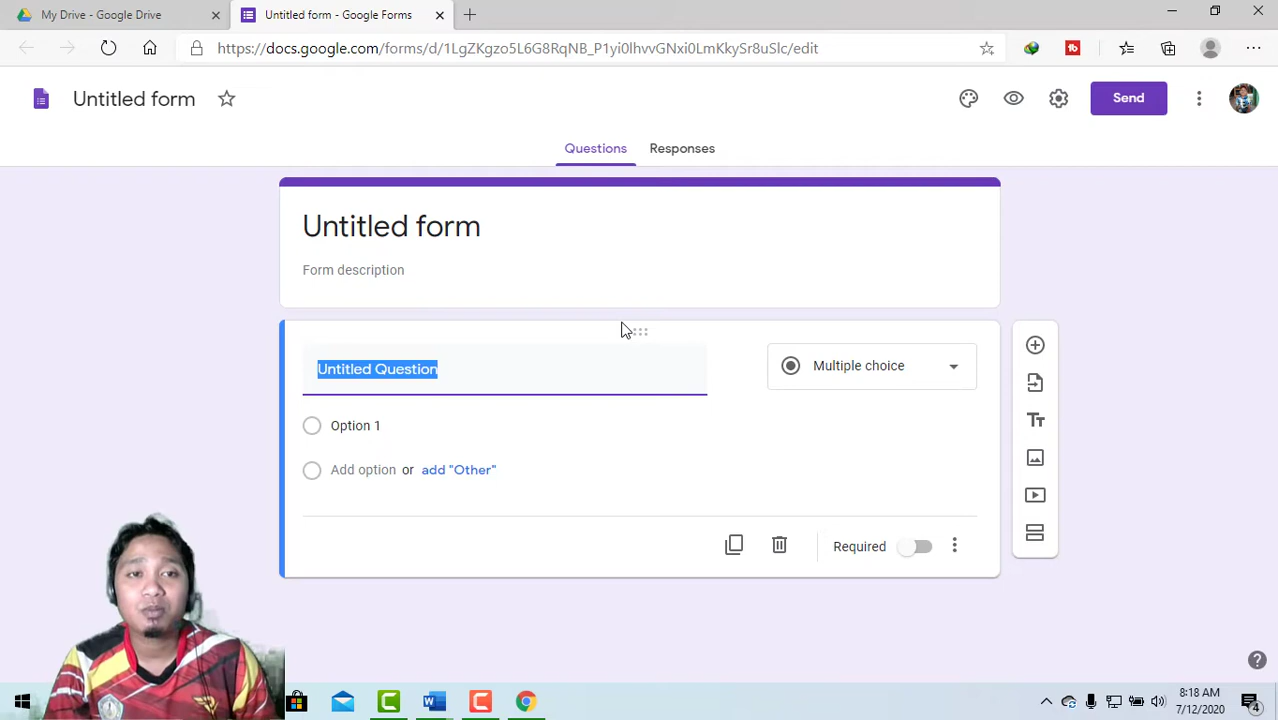 My Drive - Google Drive
Untitled form - Google Forms
https://docs.google.com/forms/d/1LgZKgzo5L6G8RqNB_P1yi0lhvvGNxi0LmKkySr8uSlc/edit
Untitled form
Send
Questions
Responses
Untitled form
Form description
Untitled Question
Multiple choice
Option 1
Add option or add "Other"
Required
8:18 AM
7/12/2020
4